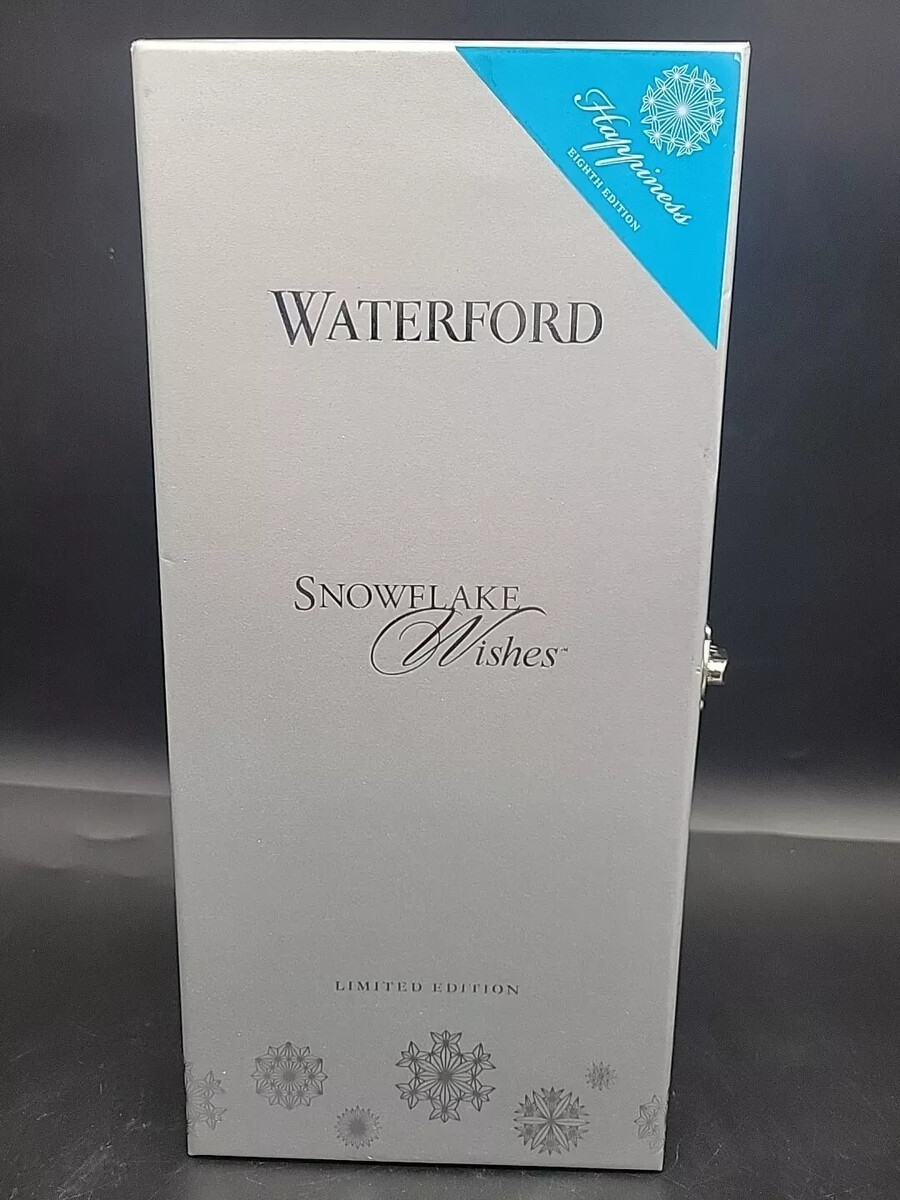 Happiness
EIGHTH EDITION
WATERFORD
SNOWFLAKE
Wishes™
LIMITED EDITION